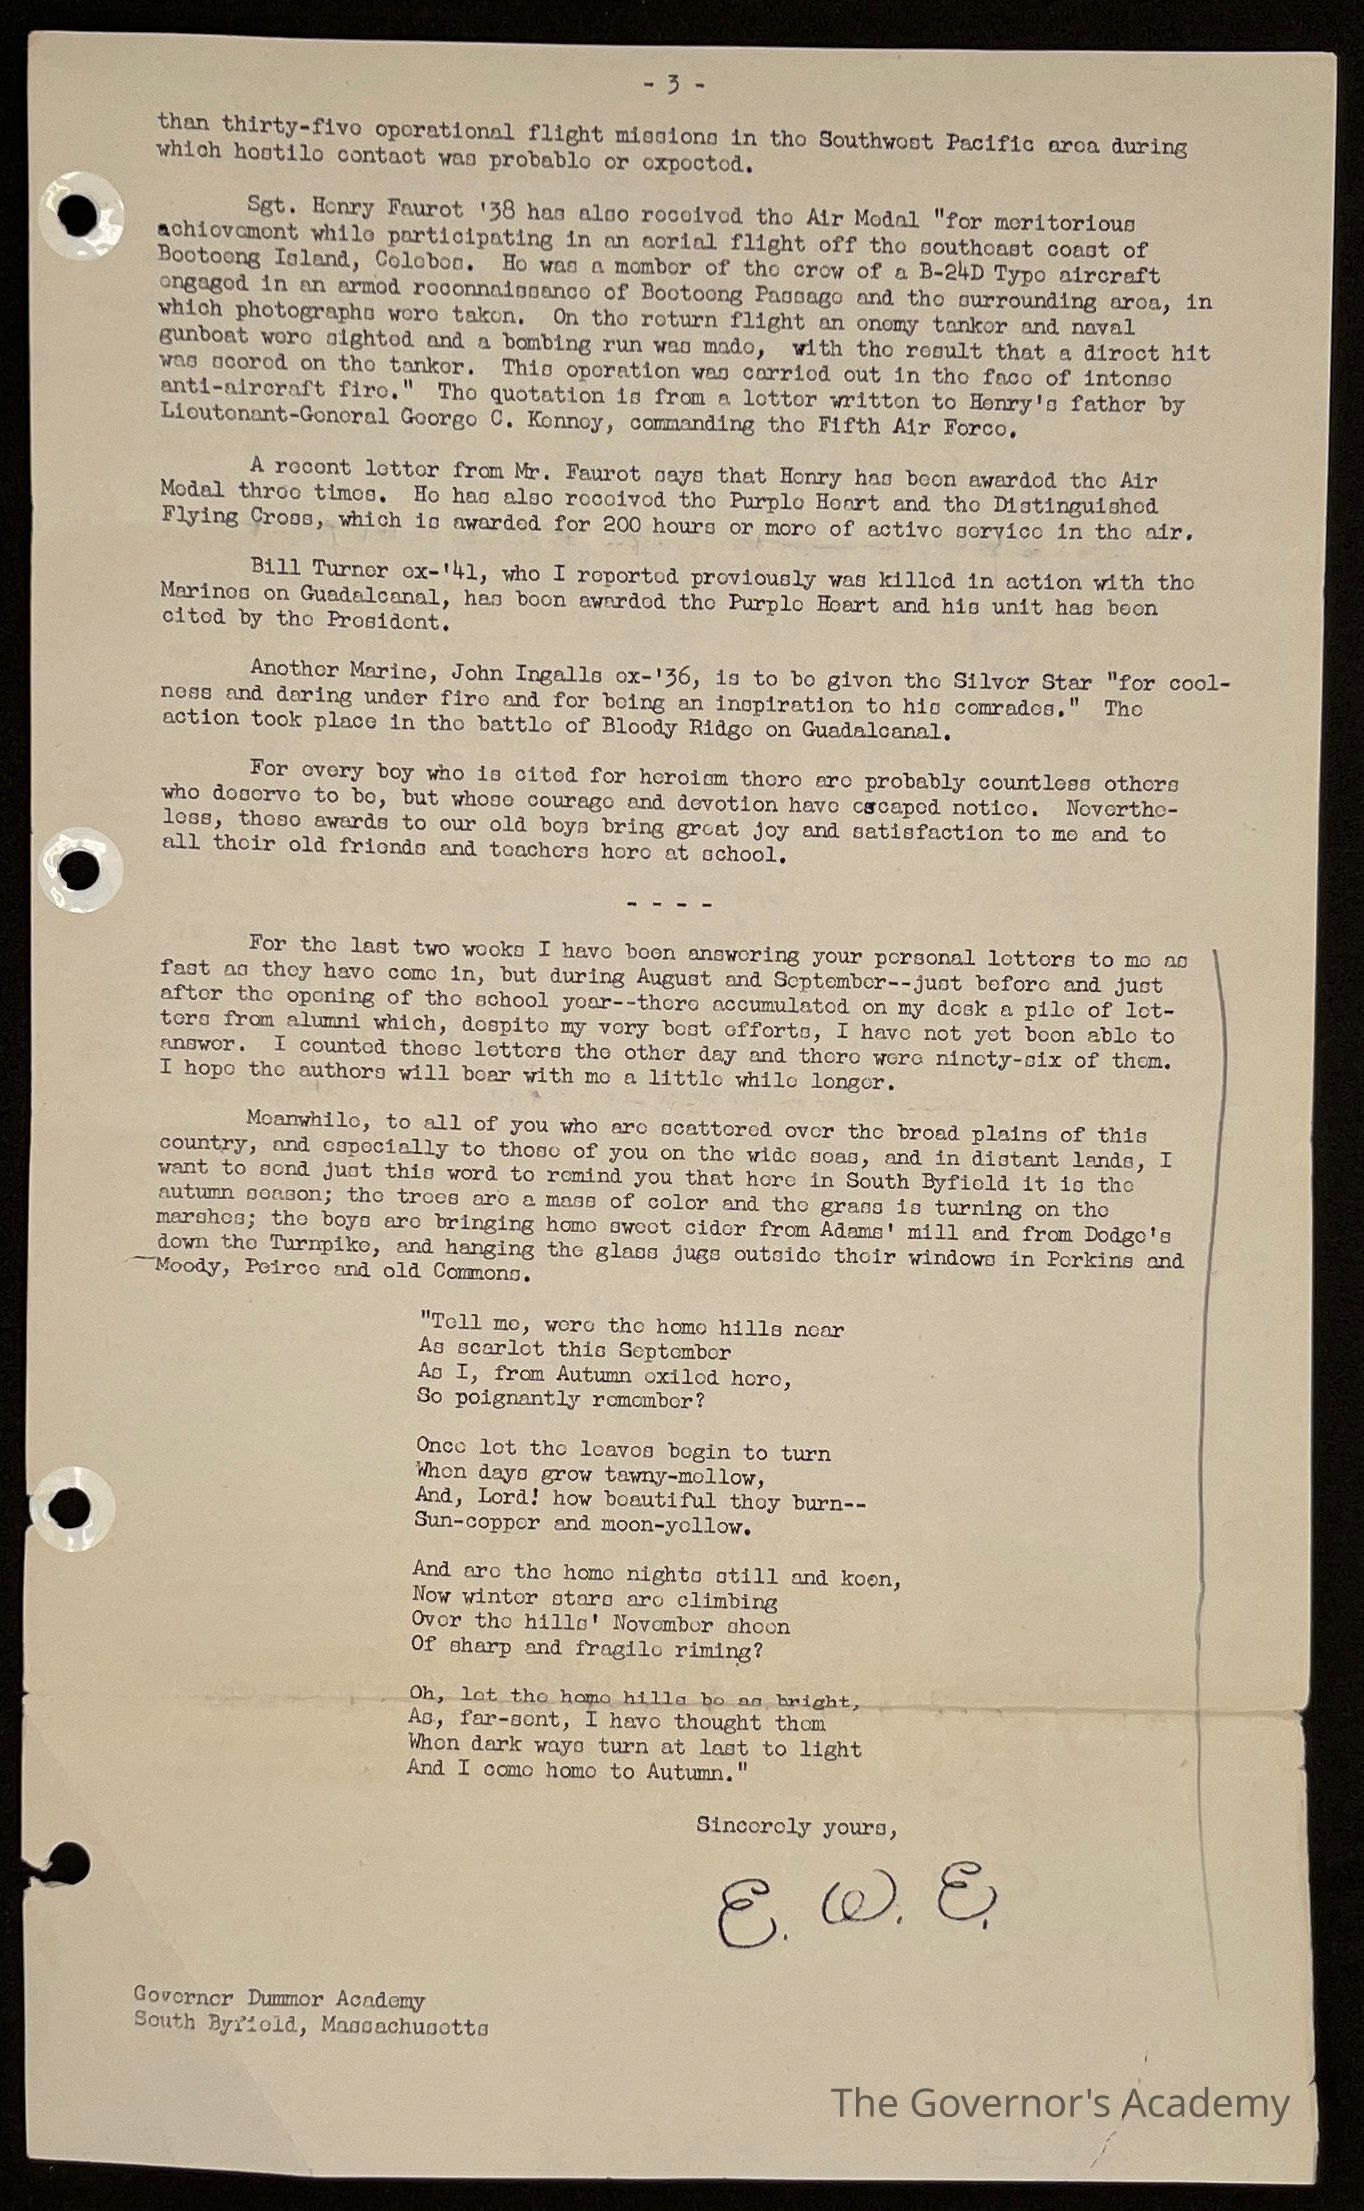 - 3 -
than thirty-five operational flight missions in the Southwest Pacific area during
which hostile contact was probable or expected.
Sgt. Henry Faurot '38 has also received the Air Medal "for meritorious
achievement while participating in an aerial flight off the southeast coast of
Bootoong Island, Celebes. He was a member of the crew of a B-24D Type aircraft
engaged in an armed reconnaissance of Bootoong Passage and the surrounding area, in
which photographs were taken. On the return flight an enemy tanker and naval
gunboat were sighted and a bombing run was made, with the result that a direct hit
was scored on the tanker. This operation was carried out in the face of intense
anti-aircraft fire." The quotation is from a letter written to Henry's father by
Lieutenant-General George C. Kenney, commanding the Fifth Air Force.
A recent letter from Mr. Faurot says that Henry has been awarded the Air
Medal three times. He has also received the Purple Heart and the Distinguished
Flying Cross, which is awarded for 200 hours or more of active service in the air.
Bill Turner ex-'41, who I reported previously was killed in action with the
Marines on Guadalcanal, has been awarded the Purple Heart and his unit has been
cited by the President.
Another Marine, John Ingalls ex-'36, is to be given the Silver Star "for cool-
ness and daring under fire and for being an inspiration to his comrades." The
action took place in the battle of Bloody Ridge on Guadalcanal.
For every boy who is cited for heroism there are probably countless others
who deserve to be, but whose courage and devotion have escaped notice. Neverthe-
less, these awards to our old boys bring great joy and satisfaction to me and to
all their old friends and teachers here at school.
- - - -
For the last two weeks I have been answering your personal letters to me as
fast as they have come in, but during August and September--just before and just
after the opening of the school year--there accumulated on my desk a pile of let-
ters from alumni which, despite my very best efforts, I have not yet been able to
answer. I counted these letters the other day and there were ninety-six of them.
I hope the authors will bear with me a little while longer.
Meanwhile, to all of you who are scattered over the broad plains of this
country, and especially to those of you on the wide seas, and in distant lands, I
want to send just this word to remind you that here in South Byfield it is the
autumn season; the trees are a mass of color and the grass is turning on the
marshes; the boys are bringing home sweet cider from Adams' mill and from Dodge's
down the Turnpike, and hanging the glass jugs outside their windows in Perkins and
Moody, Peirce and old Commons.
"Tell me, were the home hills near
As scarlet this September
As I, from Autumn exiled here,
So poignantly remember?
Once let the leaves begin to turn
When days grow tawny-mellow,
And, Lord! how beautiful they burn--
Sun-copper and moon-yellow.
And are the home nights still and keen,
Now winter stars are climbing
Over the hills' November sheen
Of sharp and fragile riming?
Oh, let the home hills be as bright,
As, far-sent, I have thought them
When dark ways turn at last to light
And I come home to Autumn."
Sincerely yours,
E. W. E.
Governor Dummer Academy
South Byfield, Massachusetts
The Governor's Academy